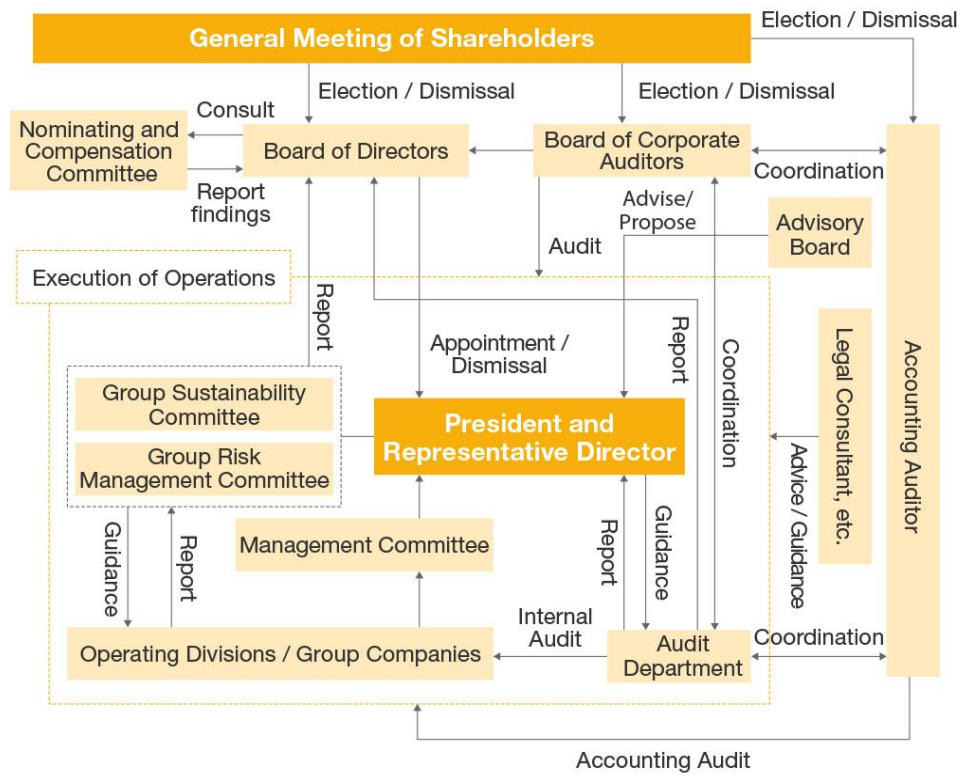 Election / Dismissal
General Meeting of Shareholders
Election / Dismissal
Election / Dismissal
Consult
Nominating and
Compensation
Committee
Board of Directors
Board of Corporate
Auditors
Coordination
Report
findings
Advise/
Propose
Advisory
Board
Audit
Execution of Operations
Report
Appointment /
Dismissal
Report
Coordination
Legal Consultant, etc.
Accounting Auditor
Group Sustainability
Committee
President and
Representative Director
Group Risk
Management Committee
Advice / Guidance
Guidance
Report
Management Committee
Report
Guidance
Internal
Audit
Operating Divisions / Group Companies
Audit
Department
Coordination
Accounting Audit